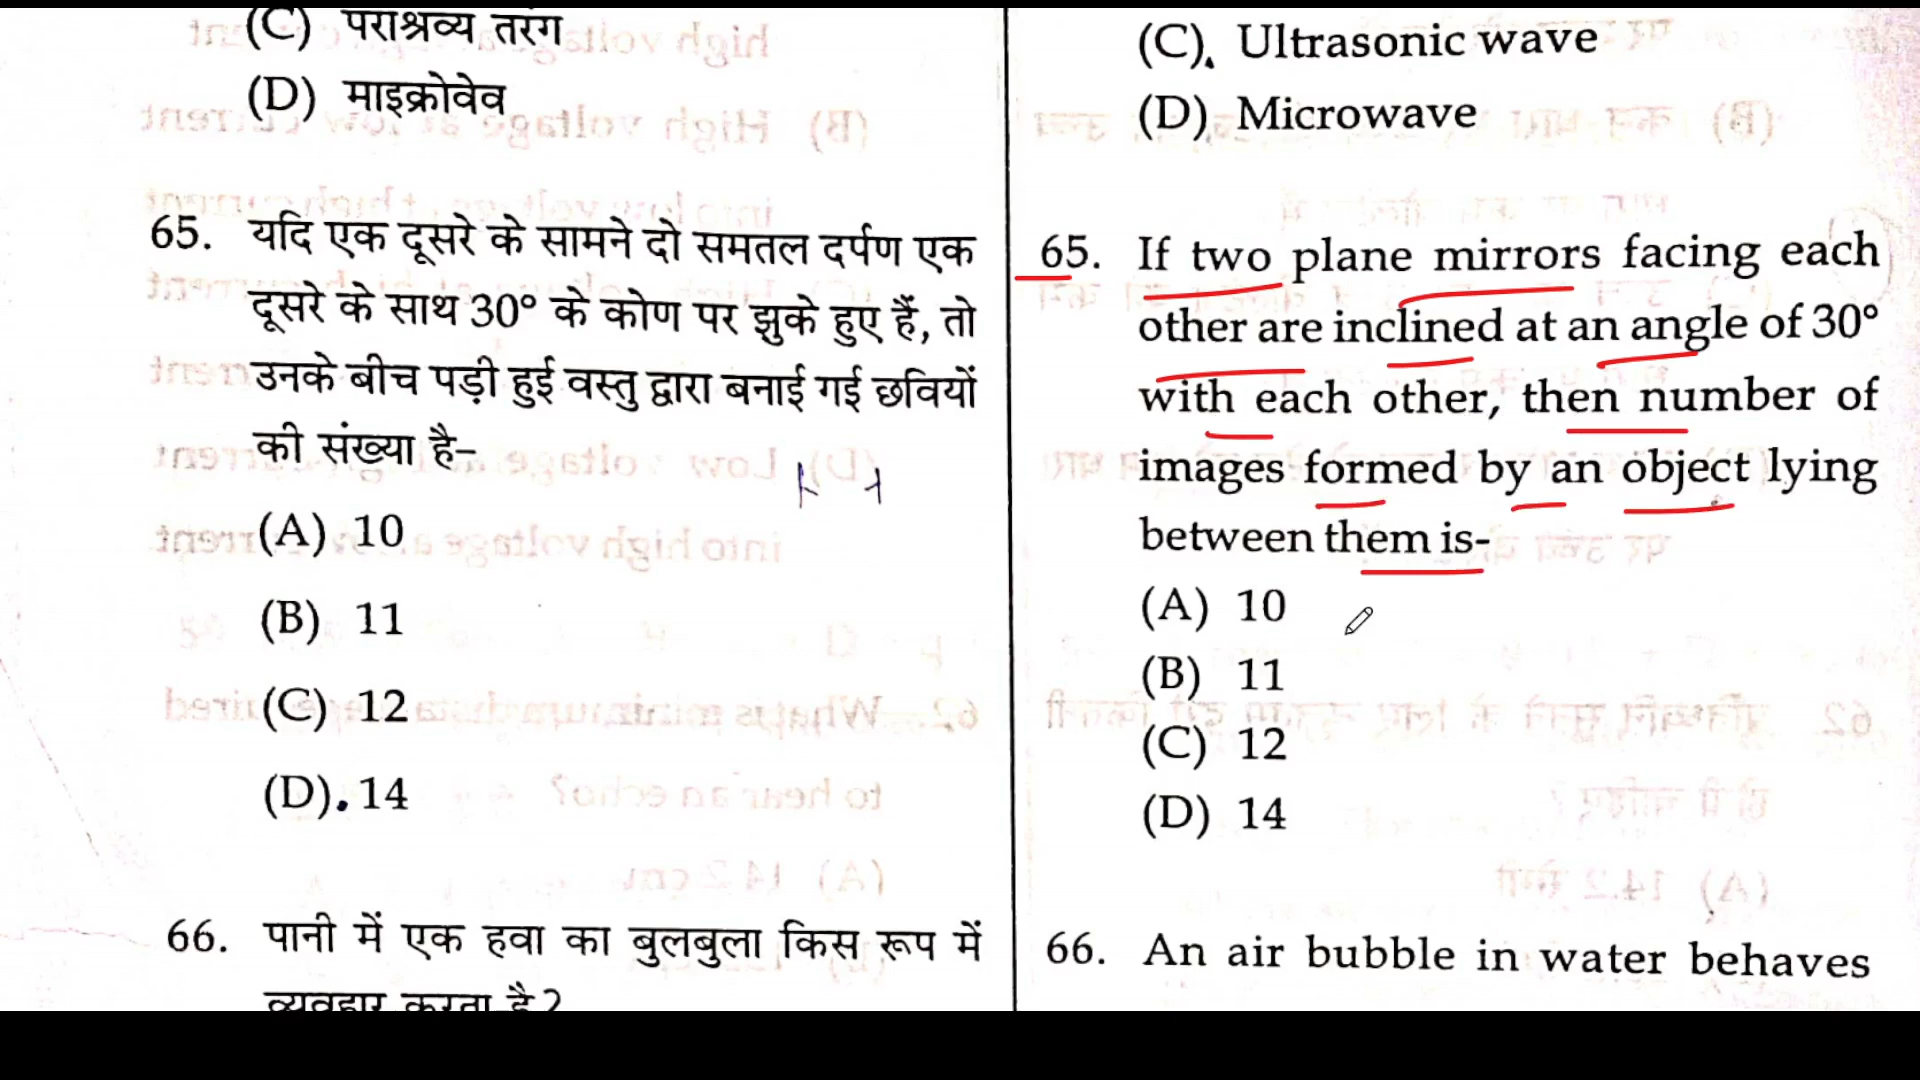 (C) पराश्रव्य तरंग
(D) माइक्रोवेव
65. यदि एक दूसरे के सामने दो समतल दर्पण एक
दूसरे के साथ 30° के कोण पर झुके हुए हैं, तो
उनके बीच पड़ी हुई वस्तु द्वारा बनाई गई छवियों
की संख्या है-
(A) 10
(B) 11
(C) 12
(D) 14
66. पानी में एक हवा का बुलबुला किस रूप में
व्यवहार करता है?
(C) Ultrasonic wave
(D) Microwave
65. If two plane mirrors facing each
other are inclined at an angle of 30°
with each other, then number of
images formed by an object lying
between them is-
(A) 10
(B) 11
(C) 12
(D) 14
66. An air bubble in water behaves